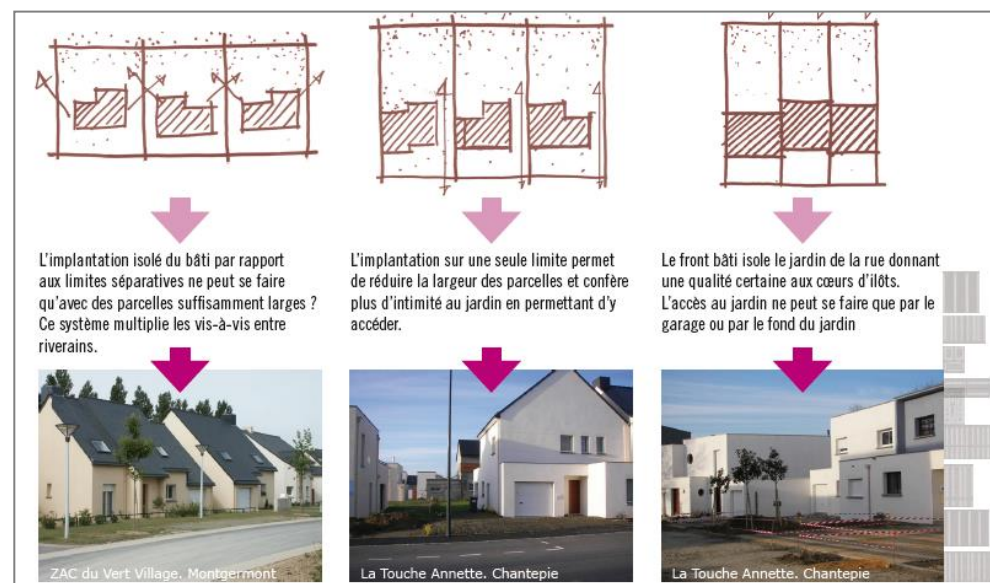 L'implantation isolé du bâti par rapport
aux limites séparatives ne peut se faire
qu'avec des parcelles suffisamment larges ?
Ce système multiplie les vis-à-vis entre
riverains.
L'implantation sur une seule limite permet
de réduire la largeur des parcelles et confère
plus d'intimité au jardin en permettant d'y
accéder.
Le front bâti isole le jardin de la rue donnant
une qualité certaine aux cœurs d'ilôts.
L'accès au jardin ne peut se faire que par le
garage ou par le fond du jardin
ZAC du Vert Village. Montgermont
La Touche Annette. Chantepie
La Touche Annette. Chantepie